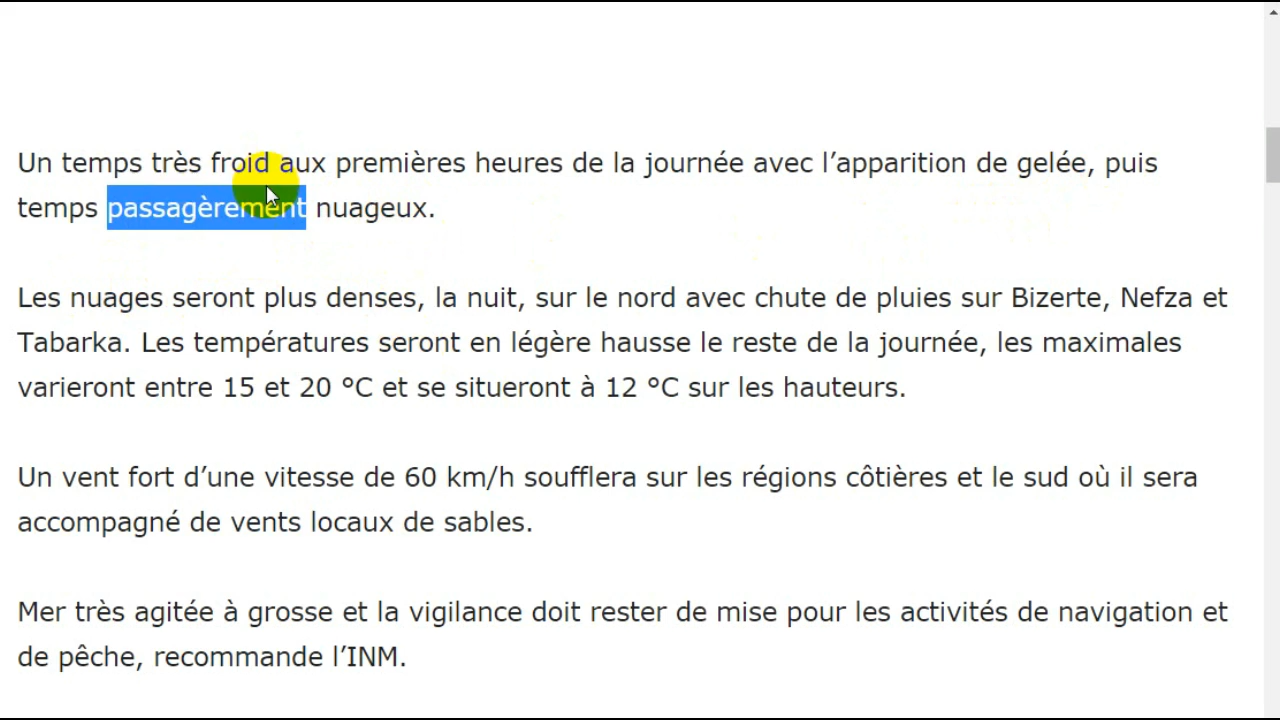 Un temps très froid aux premières heures de la journée avec l’apparition de gelée, puis
temps passagèrement nuageux.
Les nuages seront plus denses, la nuit, sur le nord avec chute de pluies sur Bizerte, Nefza et
Tabarka. Les températures seront en légère hausse le reste de la journée, les maximales
varieront entre 15 et 20 °C et se situeront à 12 °C sur les hauteurs.
Un vent fort d’une vitesse de 60 km/h soufflera sur les régions côtières et le sud où il sera
accompagné de vents locaux de sables.
Mer très agitée à grosse et la vigilance doit rester de mise pour les activités de navigation et
de pêche, recommande l’INM.